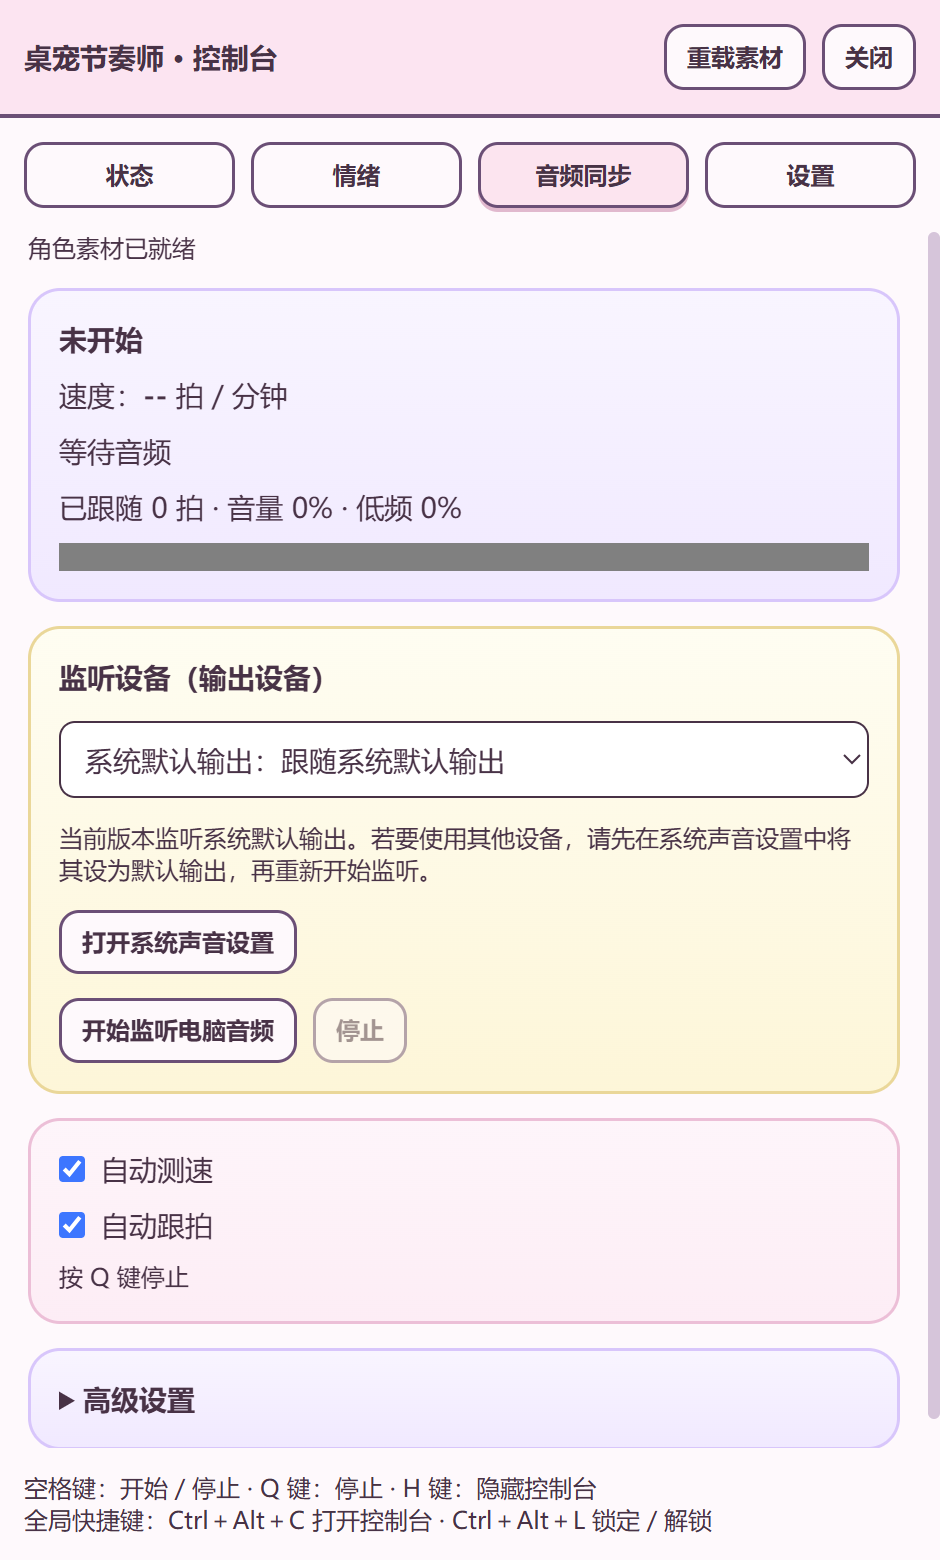 桌宠节奏师 • 控制台
重载素材
关闭
状态
情绪
音频同步
设置
角色素材已就绪
未开始
速度：-- 拍 / 分钟
等待音频
已跟随 0 拍 · 音量 0% · 低频 0%
监听设备（输出设备）
系统默认输出：跟随系统默认输出
当前版本监听系统默认输出。若要使用其他设备，请先在系统声音设置中将
其设为默认输出，再重新开始监听。
打开系统声音设置
开始监听电脑音频
停止
自动测速
自动跟拍
按 Q 键停止
高级设置
空格键：开始 / 停止 · Q 键：停止 · H 键：隐藏控制台
全局快捷键：Ctrl + Alt + C 打开控制台 · Ctrl + Alt + L 锁定 / 解锁